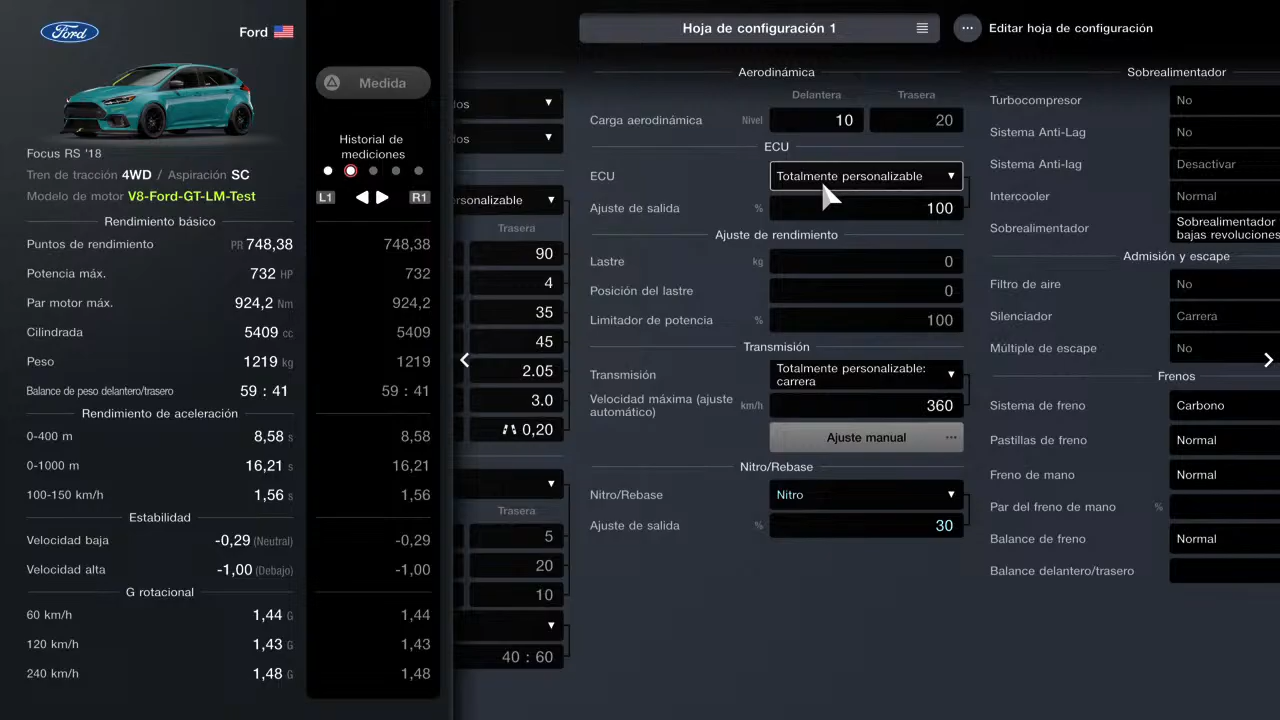 Ford
Ford
Focus RS '18
Tren de tracción 4WD / Aspiración SC
Modelo de motor V8-Ford-GT-LM-Test
Rendimiento básico
Puntos de rendimiento PR 748,38
Potencia máx. 732 HP
Par motor máx. 924,2 Nm
Cilindrada 5409 cc
Peso 1219 kg
Balance de peso delantero/trasero 59 : 41
Rendimiento de aceleración
0-400 m 8,58 s
0-1000 m 16,21 s
100-150 km/h 1,56 s
Estabilidad
Velocidad baja -0,29 (Neutral)
Velocidad alta -1,00 (Debajo)
G rotacional
60 km/h 1,44 G
120 km/h 1,43 G
240 km/h 1,48 G
Medida
Historial de
mediciones
L1 R1
748,38
732
924,2
5409
1219
59 : 41
8,58
16,21
1,56
-0,29
-1,00
1,44
1,43
1,48
Hoja de configuración 1
Editar hoja de configuración
dos
dos
ersonalizable
Trasera
90
4
35
45
2.05
3.0
0,20
Trasera
5
20
10
40 : 60
Aerodinámica
Delantera Trasera
Carga aerodinámica Nivel 10 20
ECU
ECU Totalmente personalizable
Ajuste de salida % 100
Ajuste de rendimiento
Lastre kg 0
Posición del lastre 0
Limitador de potencia % 100
Transmisión
Transmisión Totalmente personalizable:
carrera
Velocidad máxima (ajuste
automático) km/h 360
Ajuste manual
Nitro/Rebase
Nitro/Rebase Nitro
Ajuste de salida % 30
Sobrealimentador
Turbocompresor No
Sistema Anti-Lag No
Sistema Anti-lag Desactivar
Intercooler Normal
Sobrealimentador Sobrealimentador
bajas revoluciones
Admisión y escape
Filtro de aire No
Silenciador Carrera
Múltiple de escape No
Frenos
Sistema de freno Carbono
Pastillas de freno Normal
Freno de mano Normal
Par del freno de mano %
Balance de freno Normal
Balance delantero/trasero